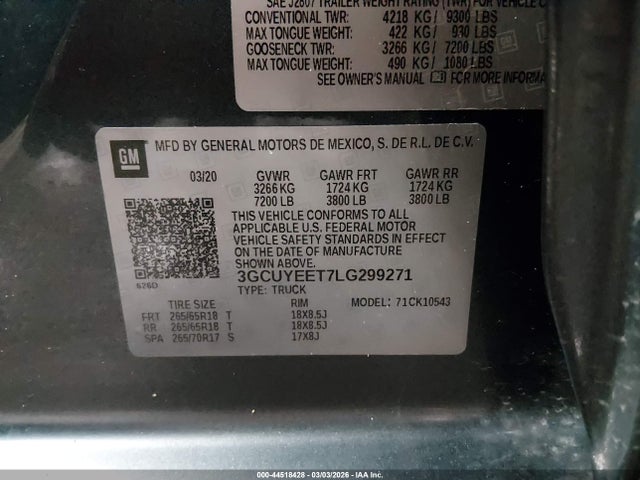 SAE J2807 TRAILER WEIGHT RATING (TWR) FOR VEHICLE
CONVENTIONAL TWR: 4218 KG/ 9300 LBS
MAX TONGUE WEIGHT: 422 KG/ 930 LBS
GOOSENECK TWR: 3266 KG/ 7200 LBS
MAX TONGUE WEIGHT: 490 KG/ 1080 LBS
SEE OWNER'S MANUAL FOR MORE INFORMA
GM MFD BY GENERAL MOTORS DE MEXICO, S. DE R.L. DE C.V.
03/20 GVWR GAWR FRT GAWR RR
3266 KG 1724 KG 1724 KG
7200 LB 3800 LB 3800 LB
THIS VEHICLE CONFORMS TO ALL
APPLICABLE U.S. FEDERAL MOTOR
VEHICLE SAFETY STANDARDS IN EFFECT
ON THE DATE OF MANUFACTURE
SHOWN ABOVE.
3GCUYEET7LG299271
626D TYPE: TRUCK
TIRE SIZE RIM MODEL: 71CK10543
FRT 265/65R18 T 18X8.5J
RR 265/65R18 T 18X8.5J
SPA 265/70R17 S 17X8J
000-44518428 - 03/03/2026 - IAA Inc.